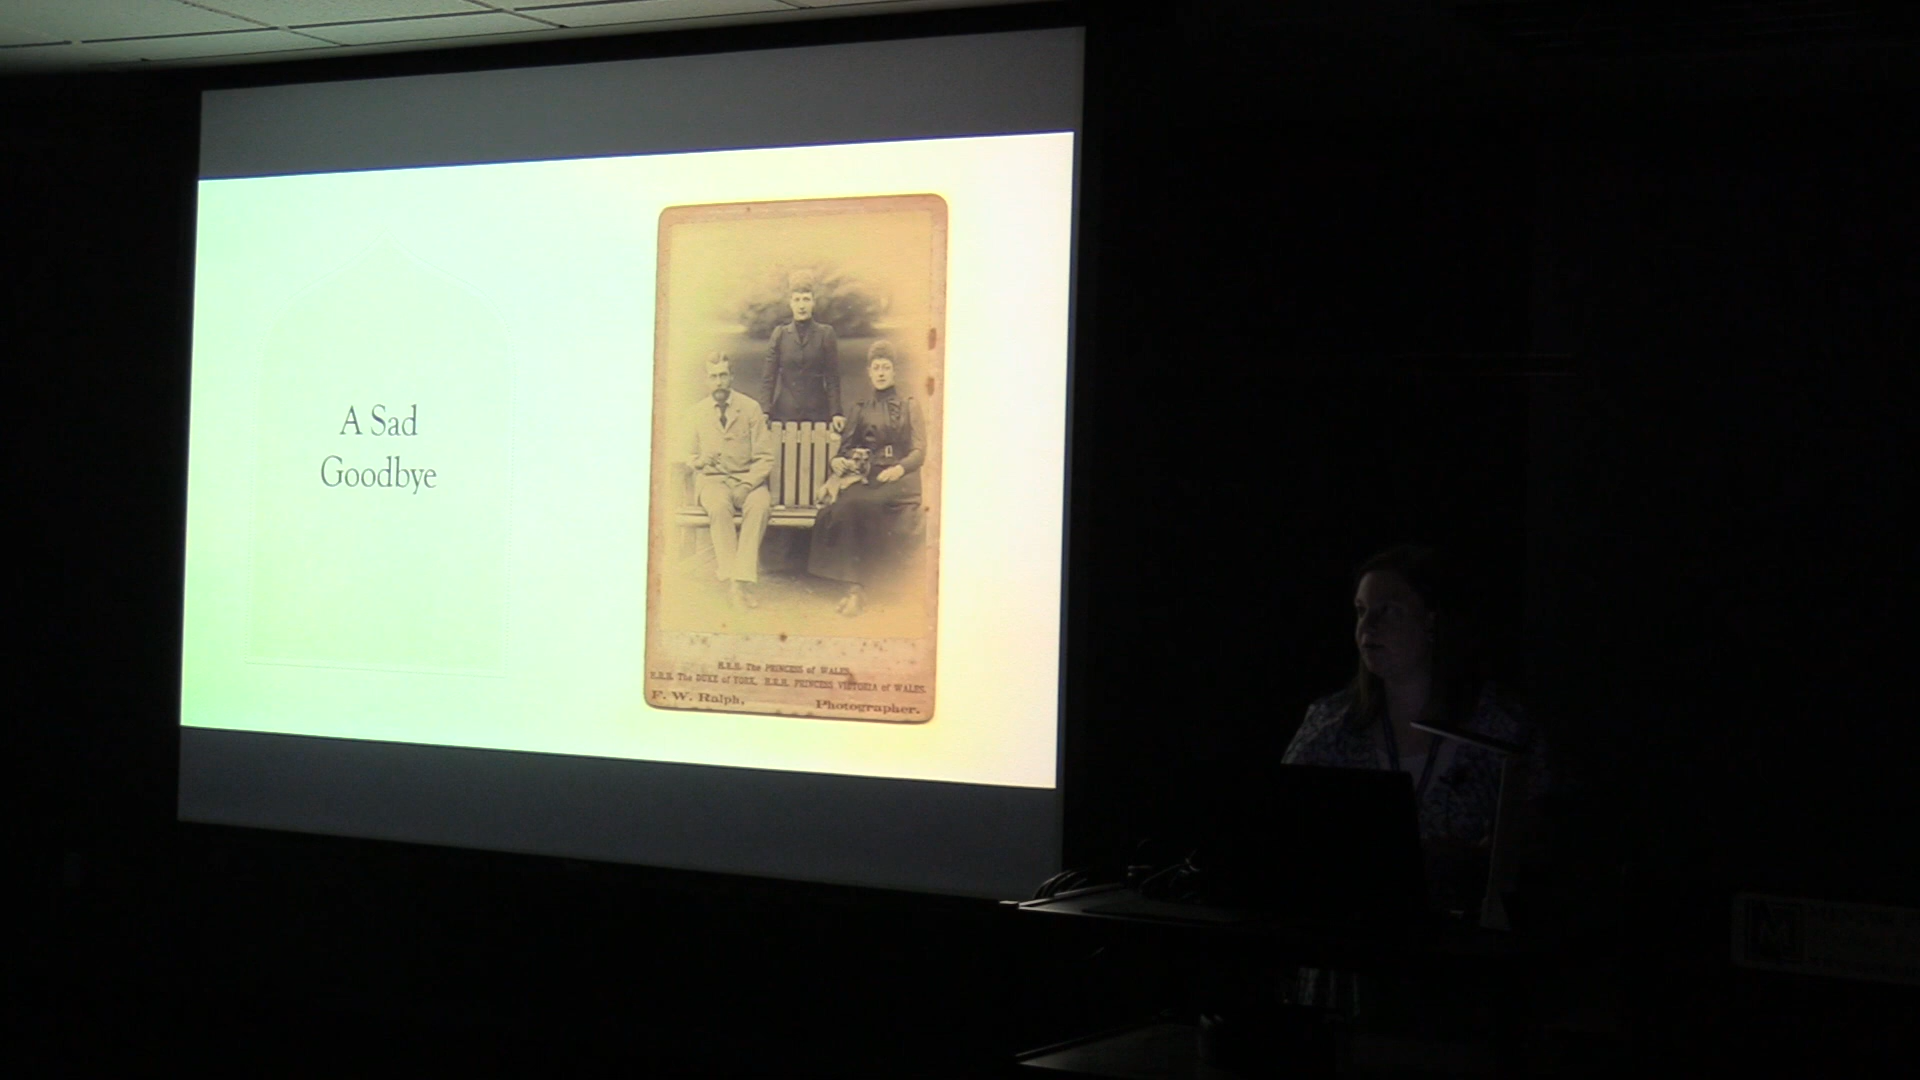 A Sad
Goodbye
H.R.H. The PRINCESS of WALES.
H.R.H. The DUKE of YORK, H.R.H. PRINCESS VICTORIA of WALES.
F. W. Ralph, Photographer.